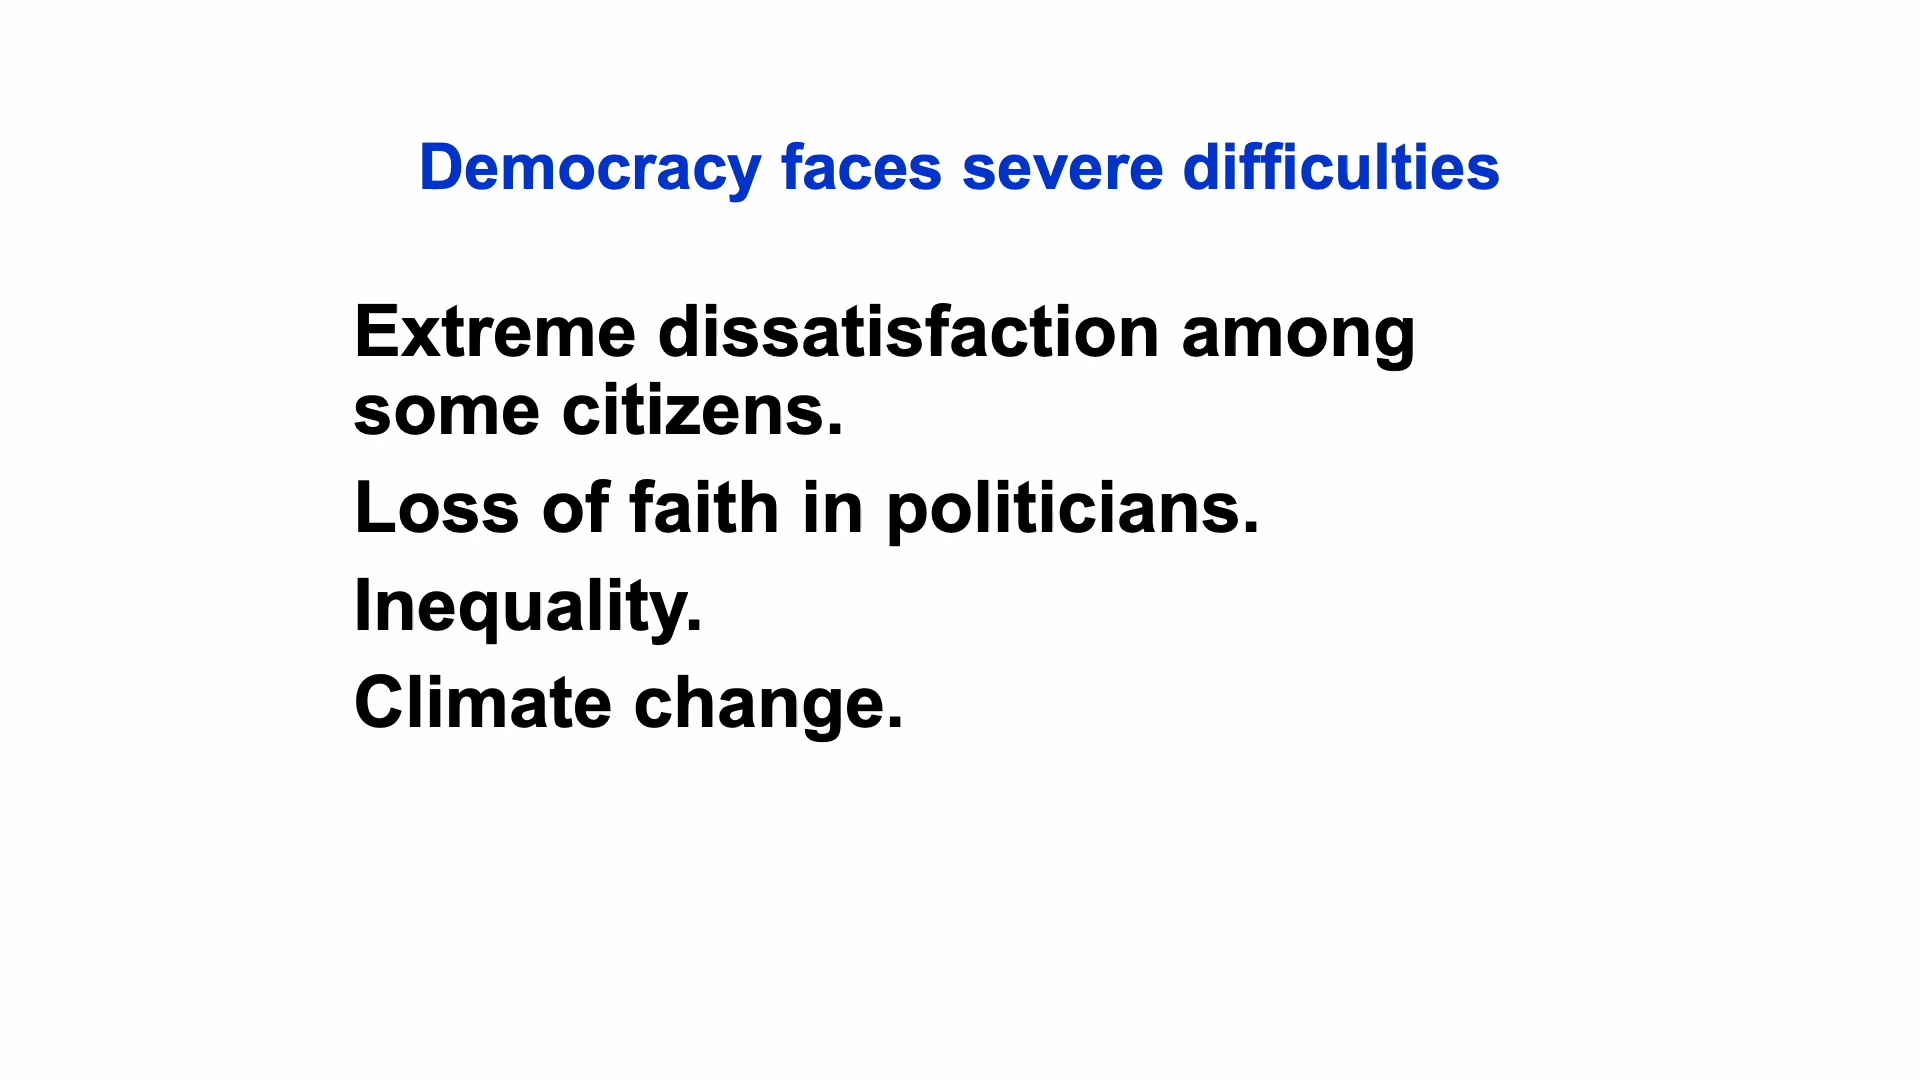 Democracy faces severe difficulties
Extreme dissatisfaction among
some citizens.
Loss of faith in politicians.
Inequality.
Climate change.